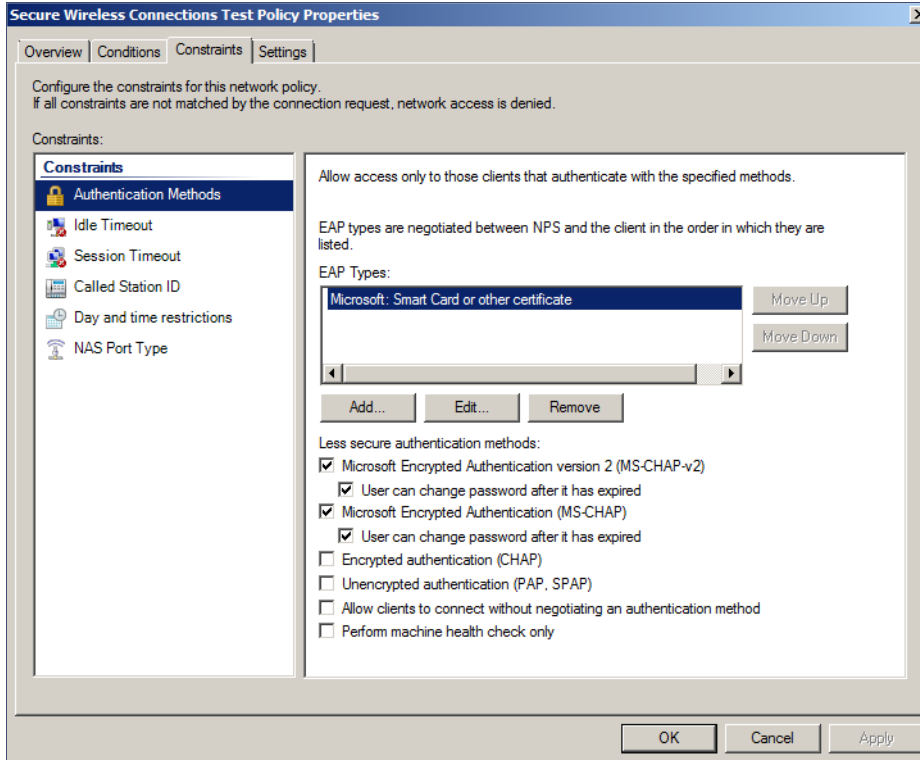 Secure Wireless Connections Test Policy Properties
Overview Conditions Constraints Settings
Configure the constraints for this network policy.
If all constraints are not matched by the connection request, network access is denied.
Constraints:
Constraints
Authentication Methods
Idle Timeout
Session Timeout
Called Station ID
Day and time restrictions
NAS Port Type
Allow access only to those clients that authenticate with the specified methods.
EAP types are negotiated between NPS and the client in the order in which they are
listed.
EAP Types:
Microsoft: Smart Card or other certificate
Move Up
Move Down
Add... Edit... Remove
Less secure authentication methods:
Microsoft Encrypted Authentication version 2 (MS-CHAP-v2)
User can change password after it has expired
Microsoft Encrypted Authentication (MS-CHAP)
User can change password after it has expired
Encrypted authentication (CHAP)
Unencrypted authentication (PAP, SPAP)
Allow clients to connect without negotiating an authentication method
Perform machine health check only
OK Cancel Apply